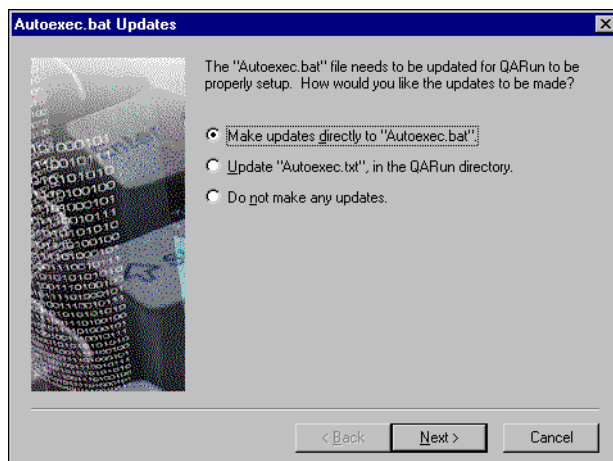 Autoexec.bat Updates
The "Autoexec.bat" file needs to be updated for QARun to be
properly setup. How would you like the updates to be made?
Make updates directly to "Autoexec.bat".
Update "Autoexec.txt", in the QARun directory.
Do not make any updates.
< Back
Next >
Cancel